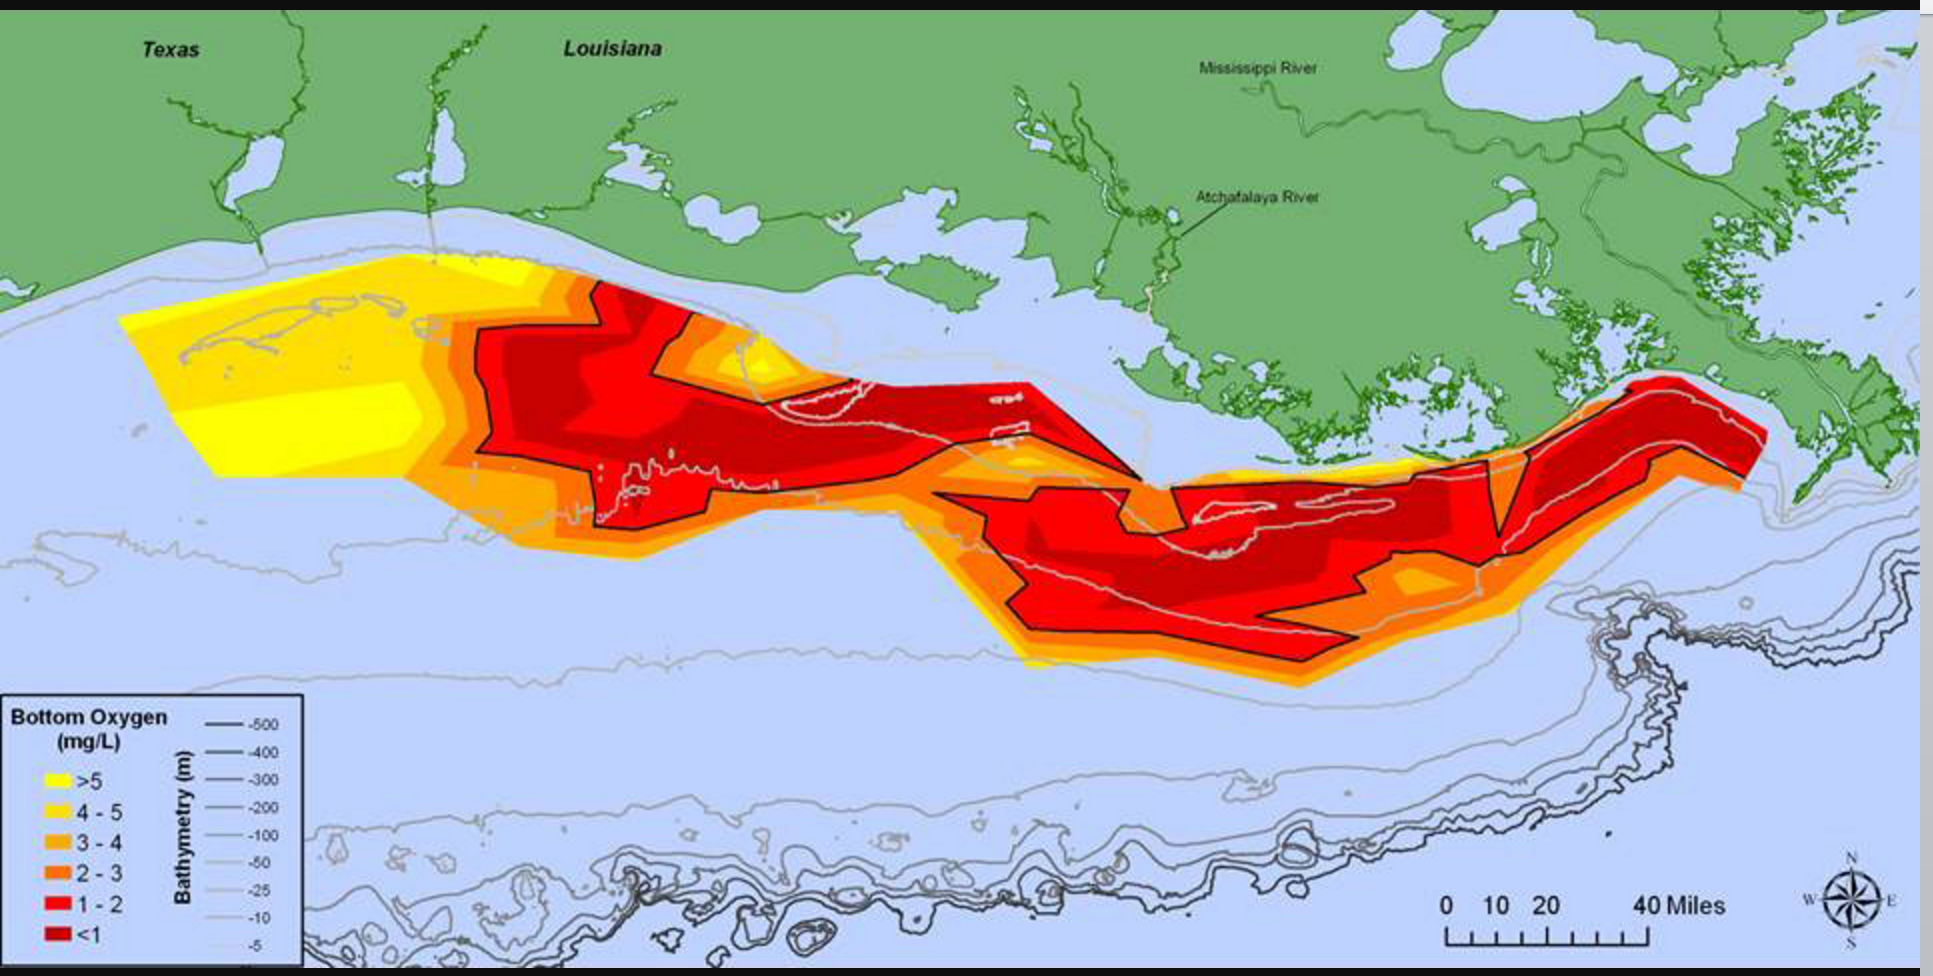 Texas
Louisiana
Mississippi River
Atchafalaya River
Bottom Oxygen
(mg/L)
>5
4 - 5
3 - 4
2 - 3
1 - 2
<1
Bathymetry (m)
-500
-400
-300
-200
-100
-50
-25
-10
-5
0 10 20 40 Miles
N
W E
S